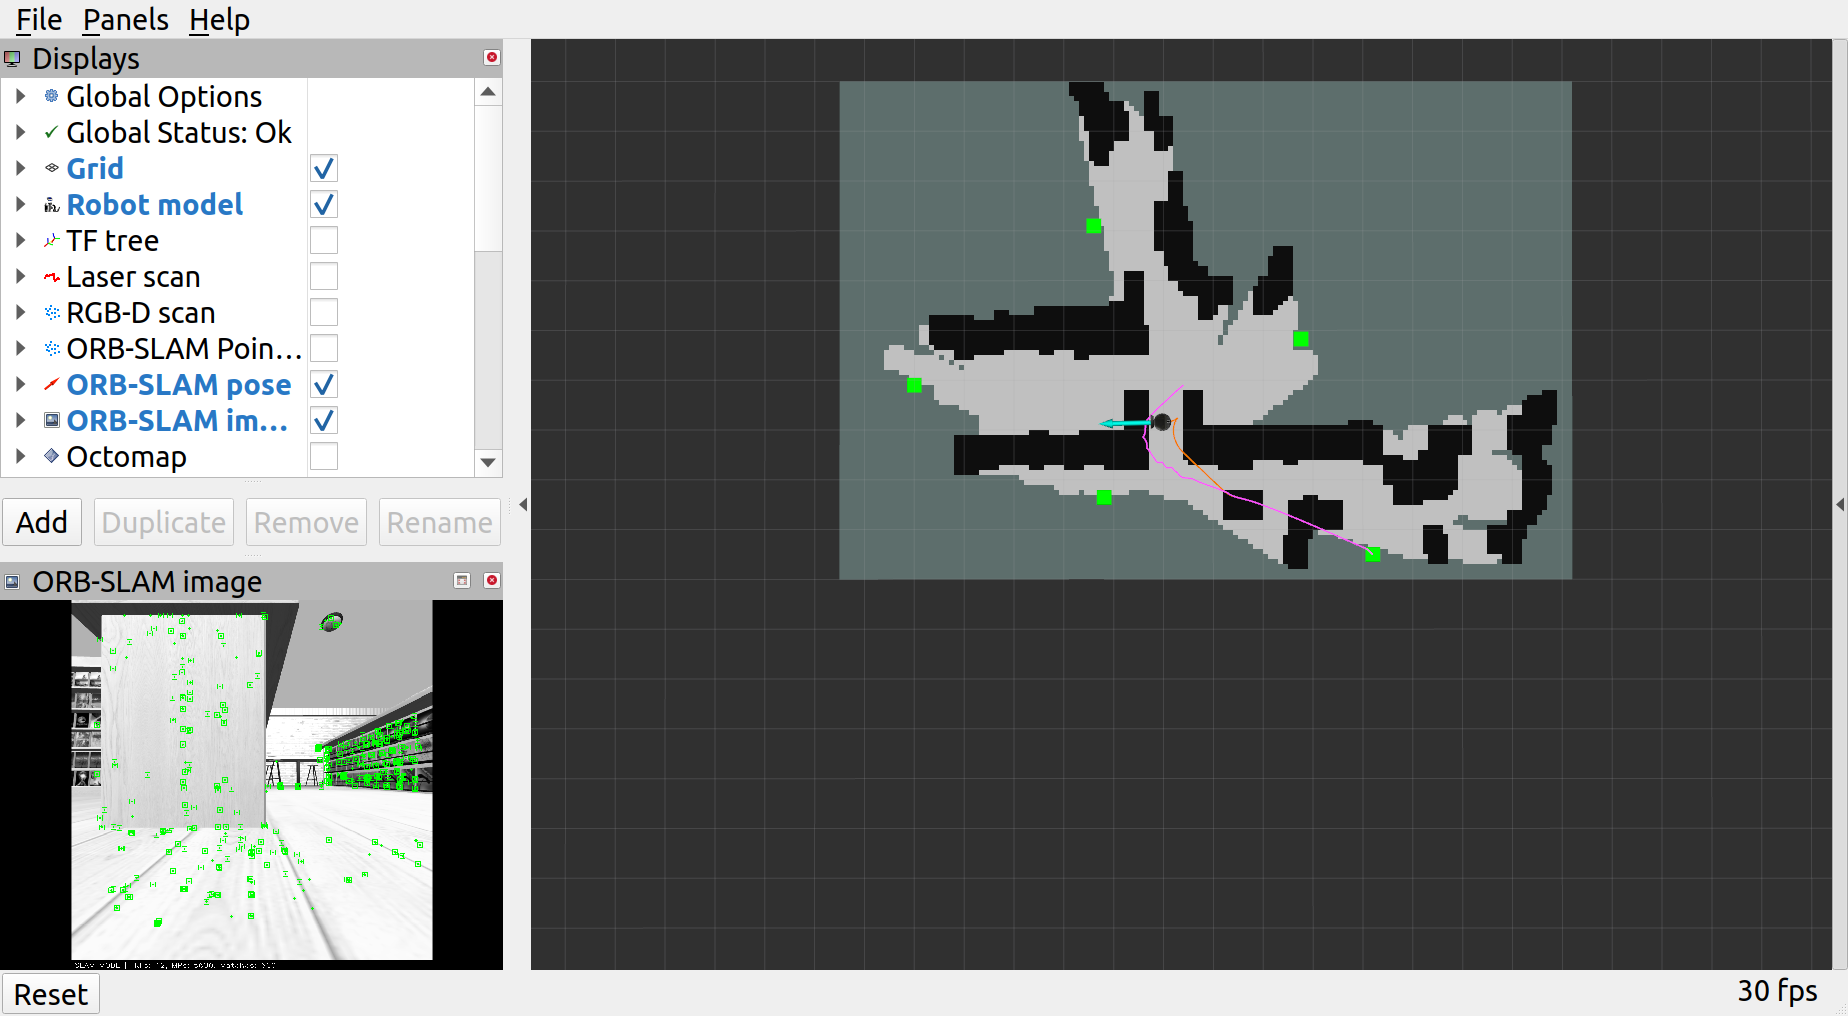 File Panels Help
Displays
Global Options
Global Status: Ok
Grid
Robot model
TF tree
Laser scan
RGB-D scan
ORB-SLAM Poin...
ORB-SLAM pose
ORB-SLAM im...
Octomap
Add Duplicate Remove Rename
ORB-SLAM image
Reset
30 fps